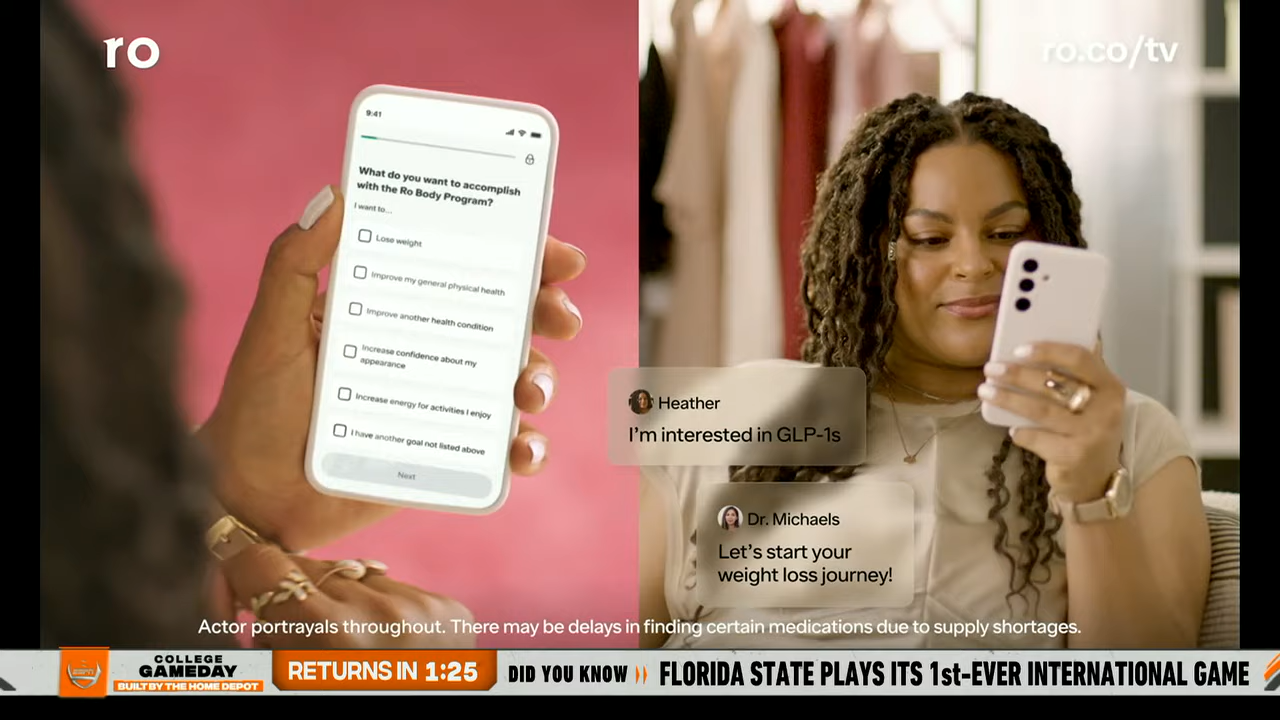 ro
ro.co/tv
9:41
What do you want to accomplish
with the Ro Body Program?
I want to...
Lose weight
Improve my general physical health
Improve another health condition
Increase confidence about my
appearance
Increase energy for activities I enjoy
I have another goal not listed above
Next
Heather
I'm interested in GLP-1s
Dr. Michaels
Let's start your
weight loss journey!
Actor portrayals throughout. There may be delays in finding certain medications due to supply shortages.
ESPN
COLLEGE
GAMEDAY
BUILT BY THE HOME DEPOT
RETURNS IN 1:25
DID YOU KNOW
FLORIDA STATE PLAYS ITS 1st-EVER INTERNATIONAL GAME